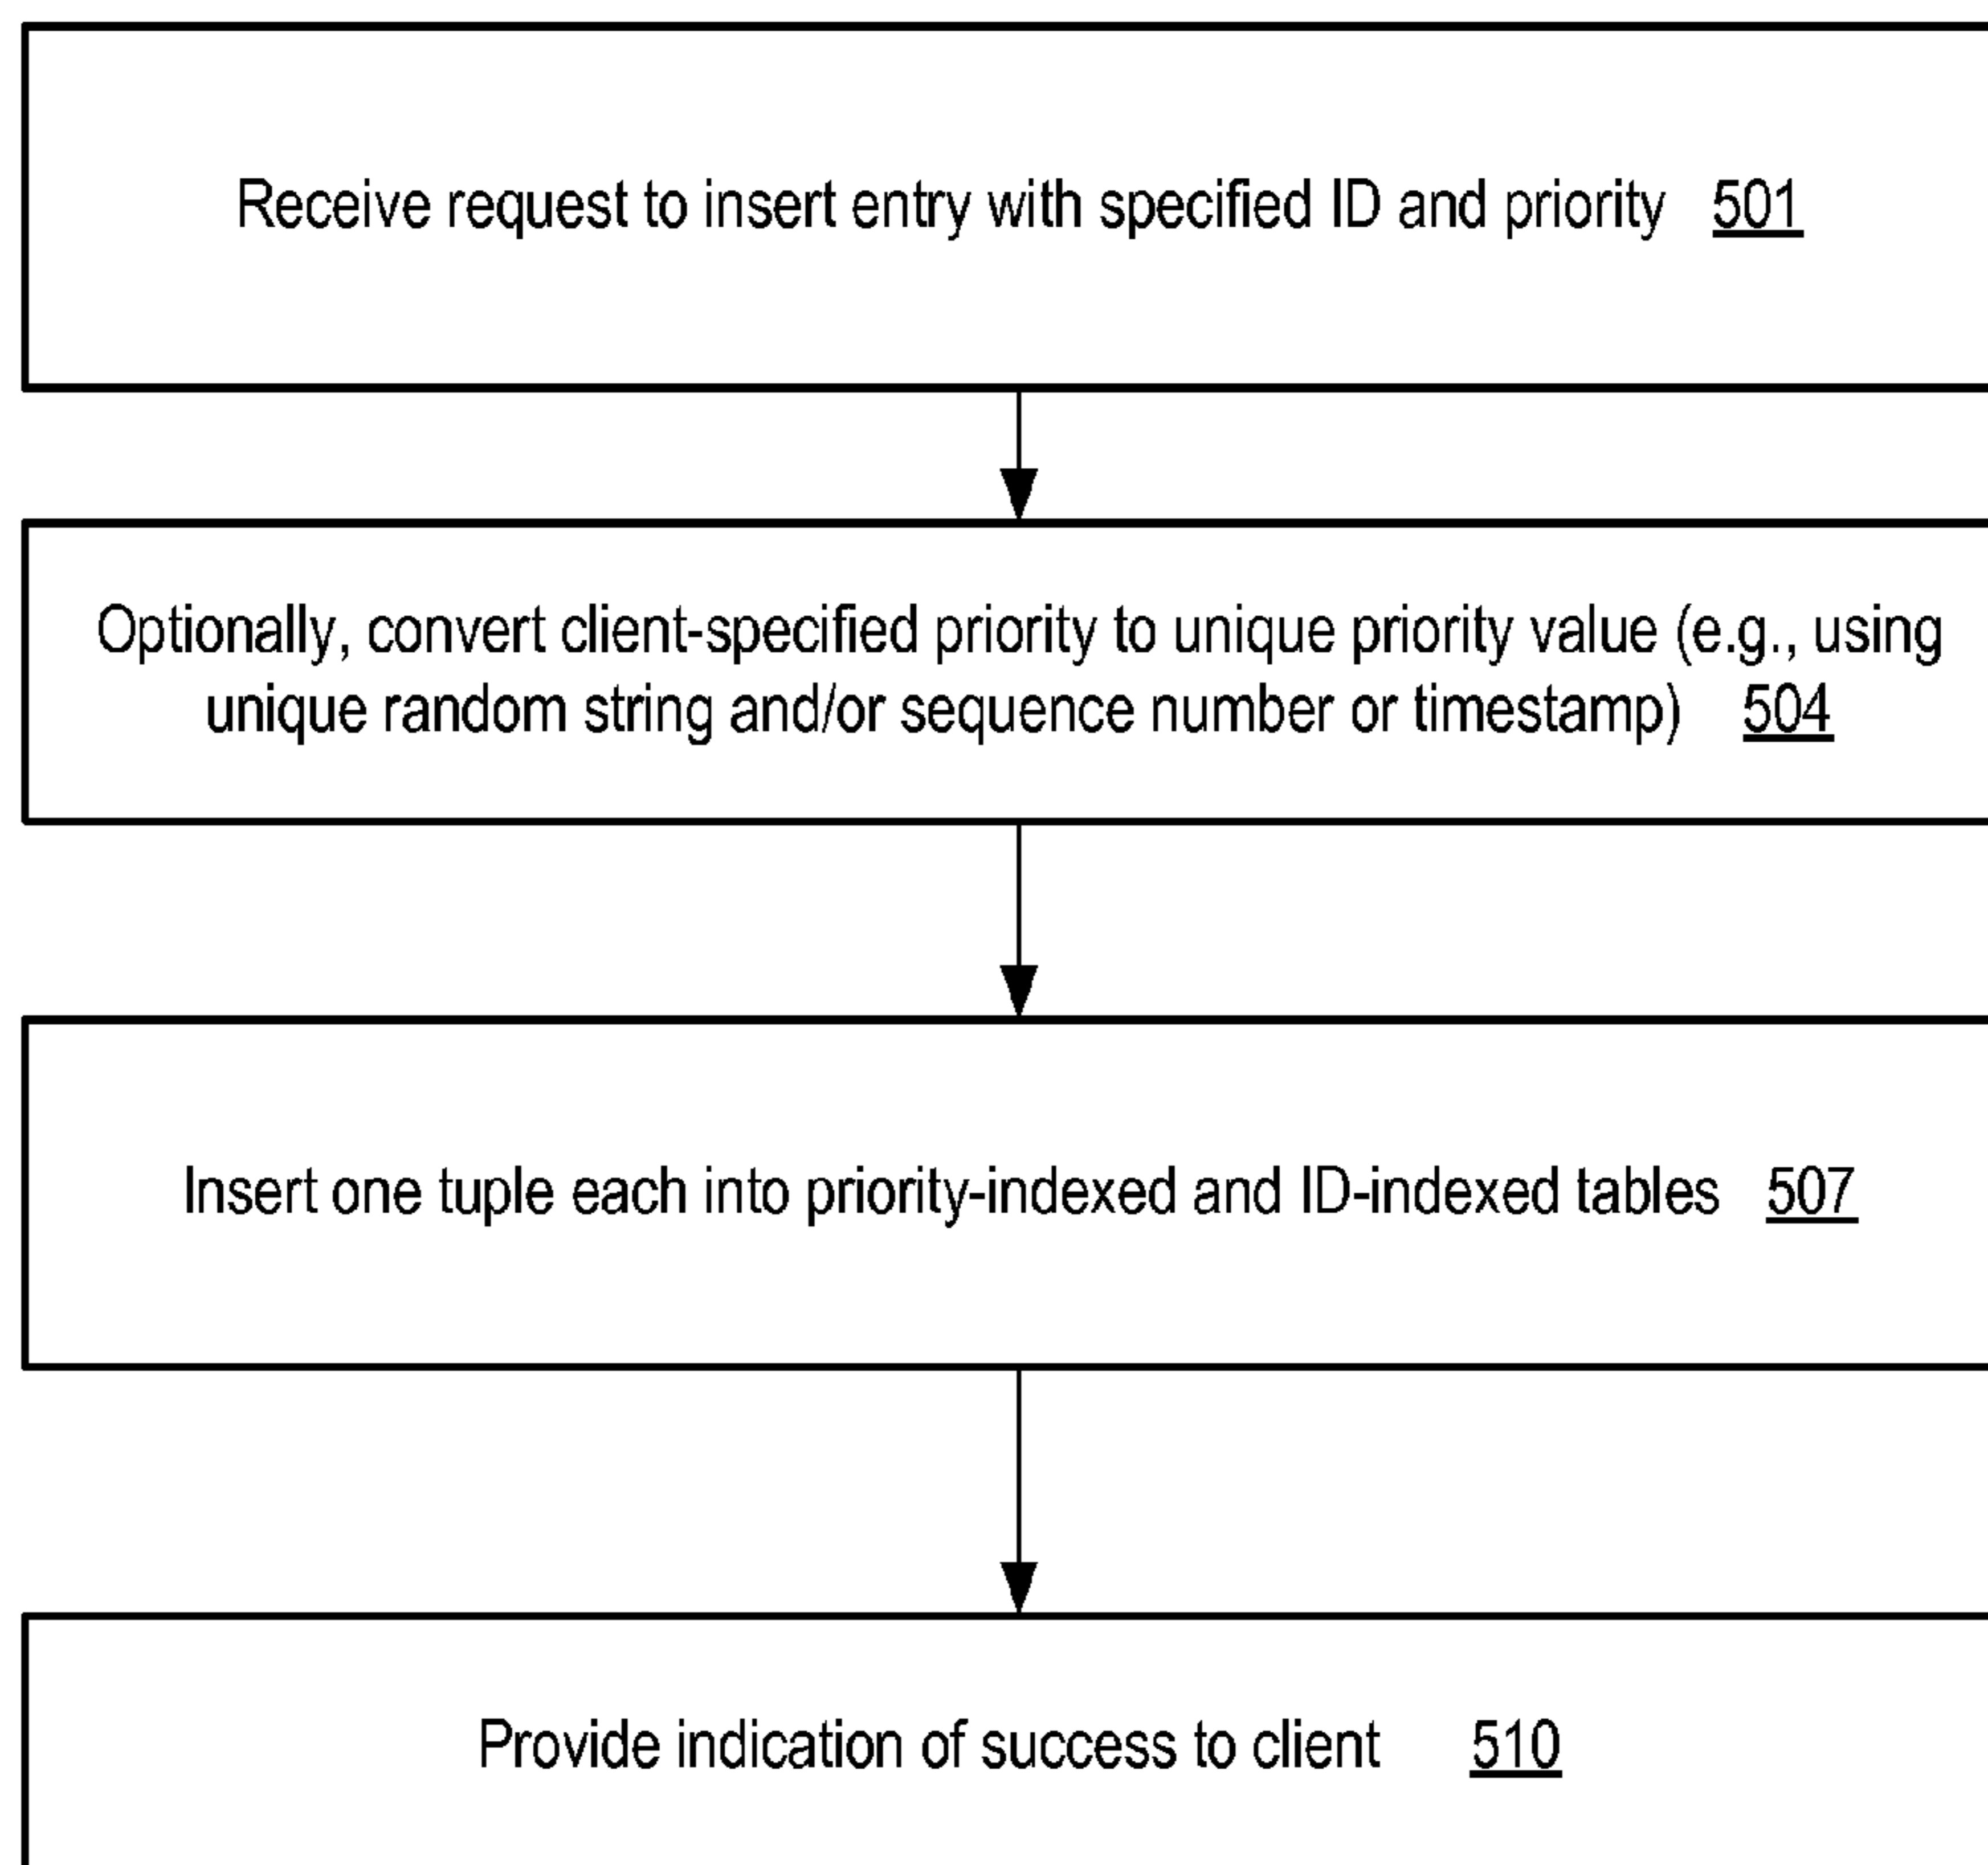 Receive request to insert entry with specified ID and priority 501
Optionally, convert client-specified priority to unique priority value (e.g., using
unique random string and/or sequence number or timestamp) 504
Insert one tuple each into priority-indexed and ID-indexed tables 507
Provide indication of success to client 510